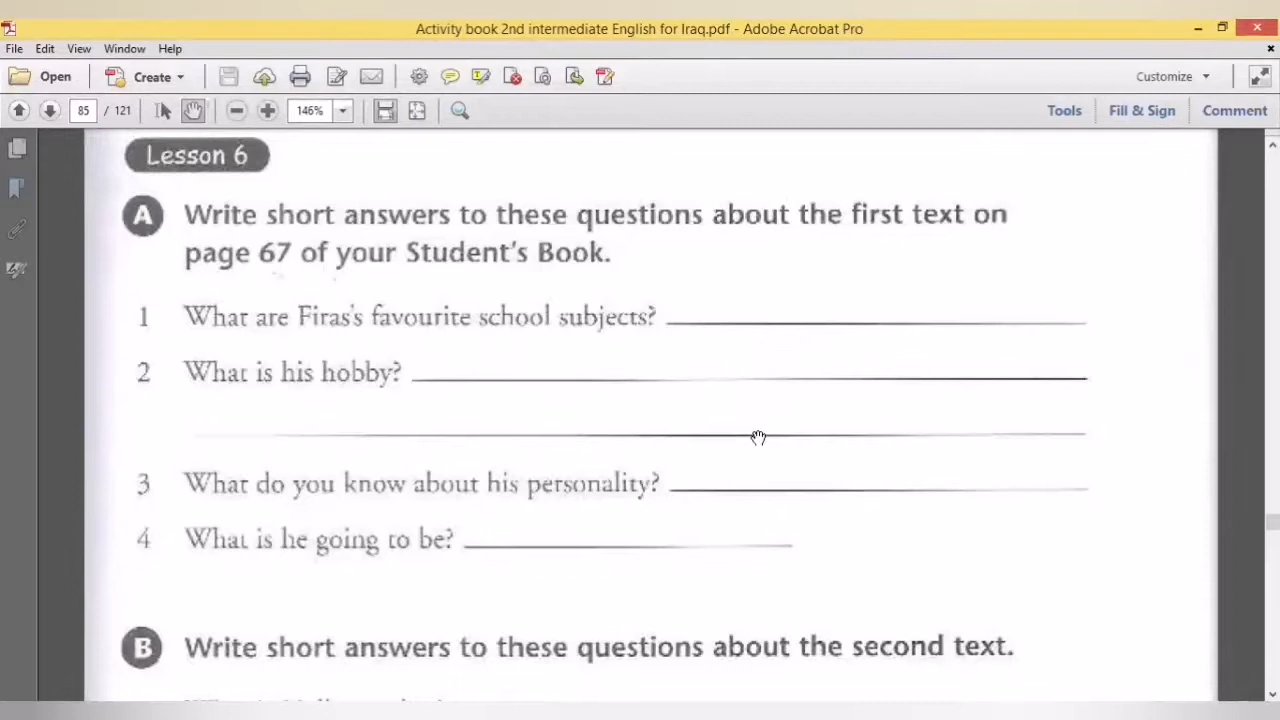 Activity book 2nd intermediate English for Iraq.pdf - Adobe Acrobat Pro
File Edit View Window Help
Open Create Customize
85 / 121 146% Tools Fill & Sign Comment
Lesson 6
A Write short answers to these questions about the first text on
page 67 of your Student's Book.
1 What are Firas's favourite school subjects?
2 What is his hobby?
3 What do you know about his personality?
4 What is he going to be?
B Write short answers to these questions about the second text.